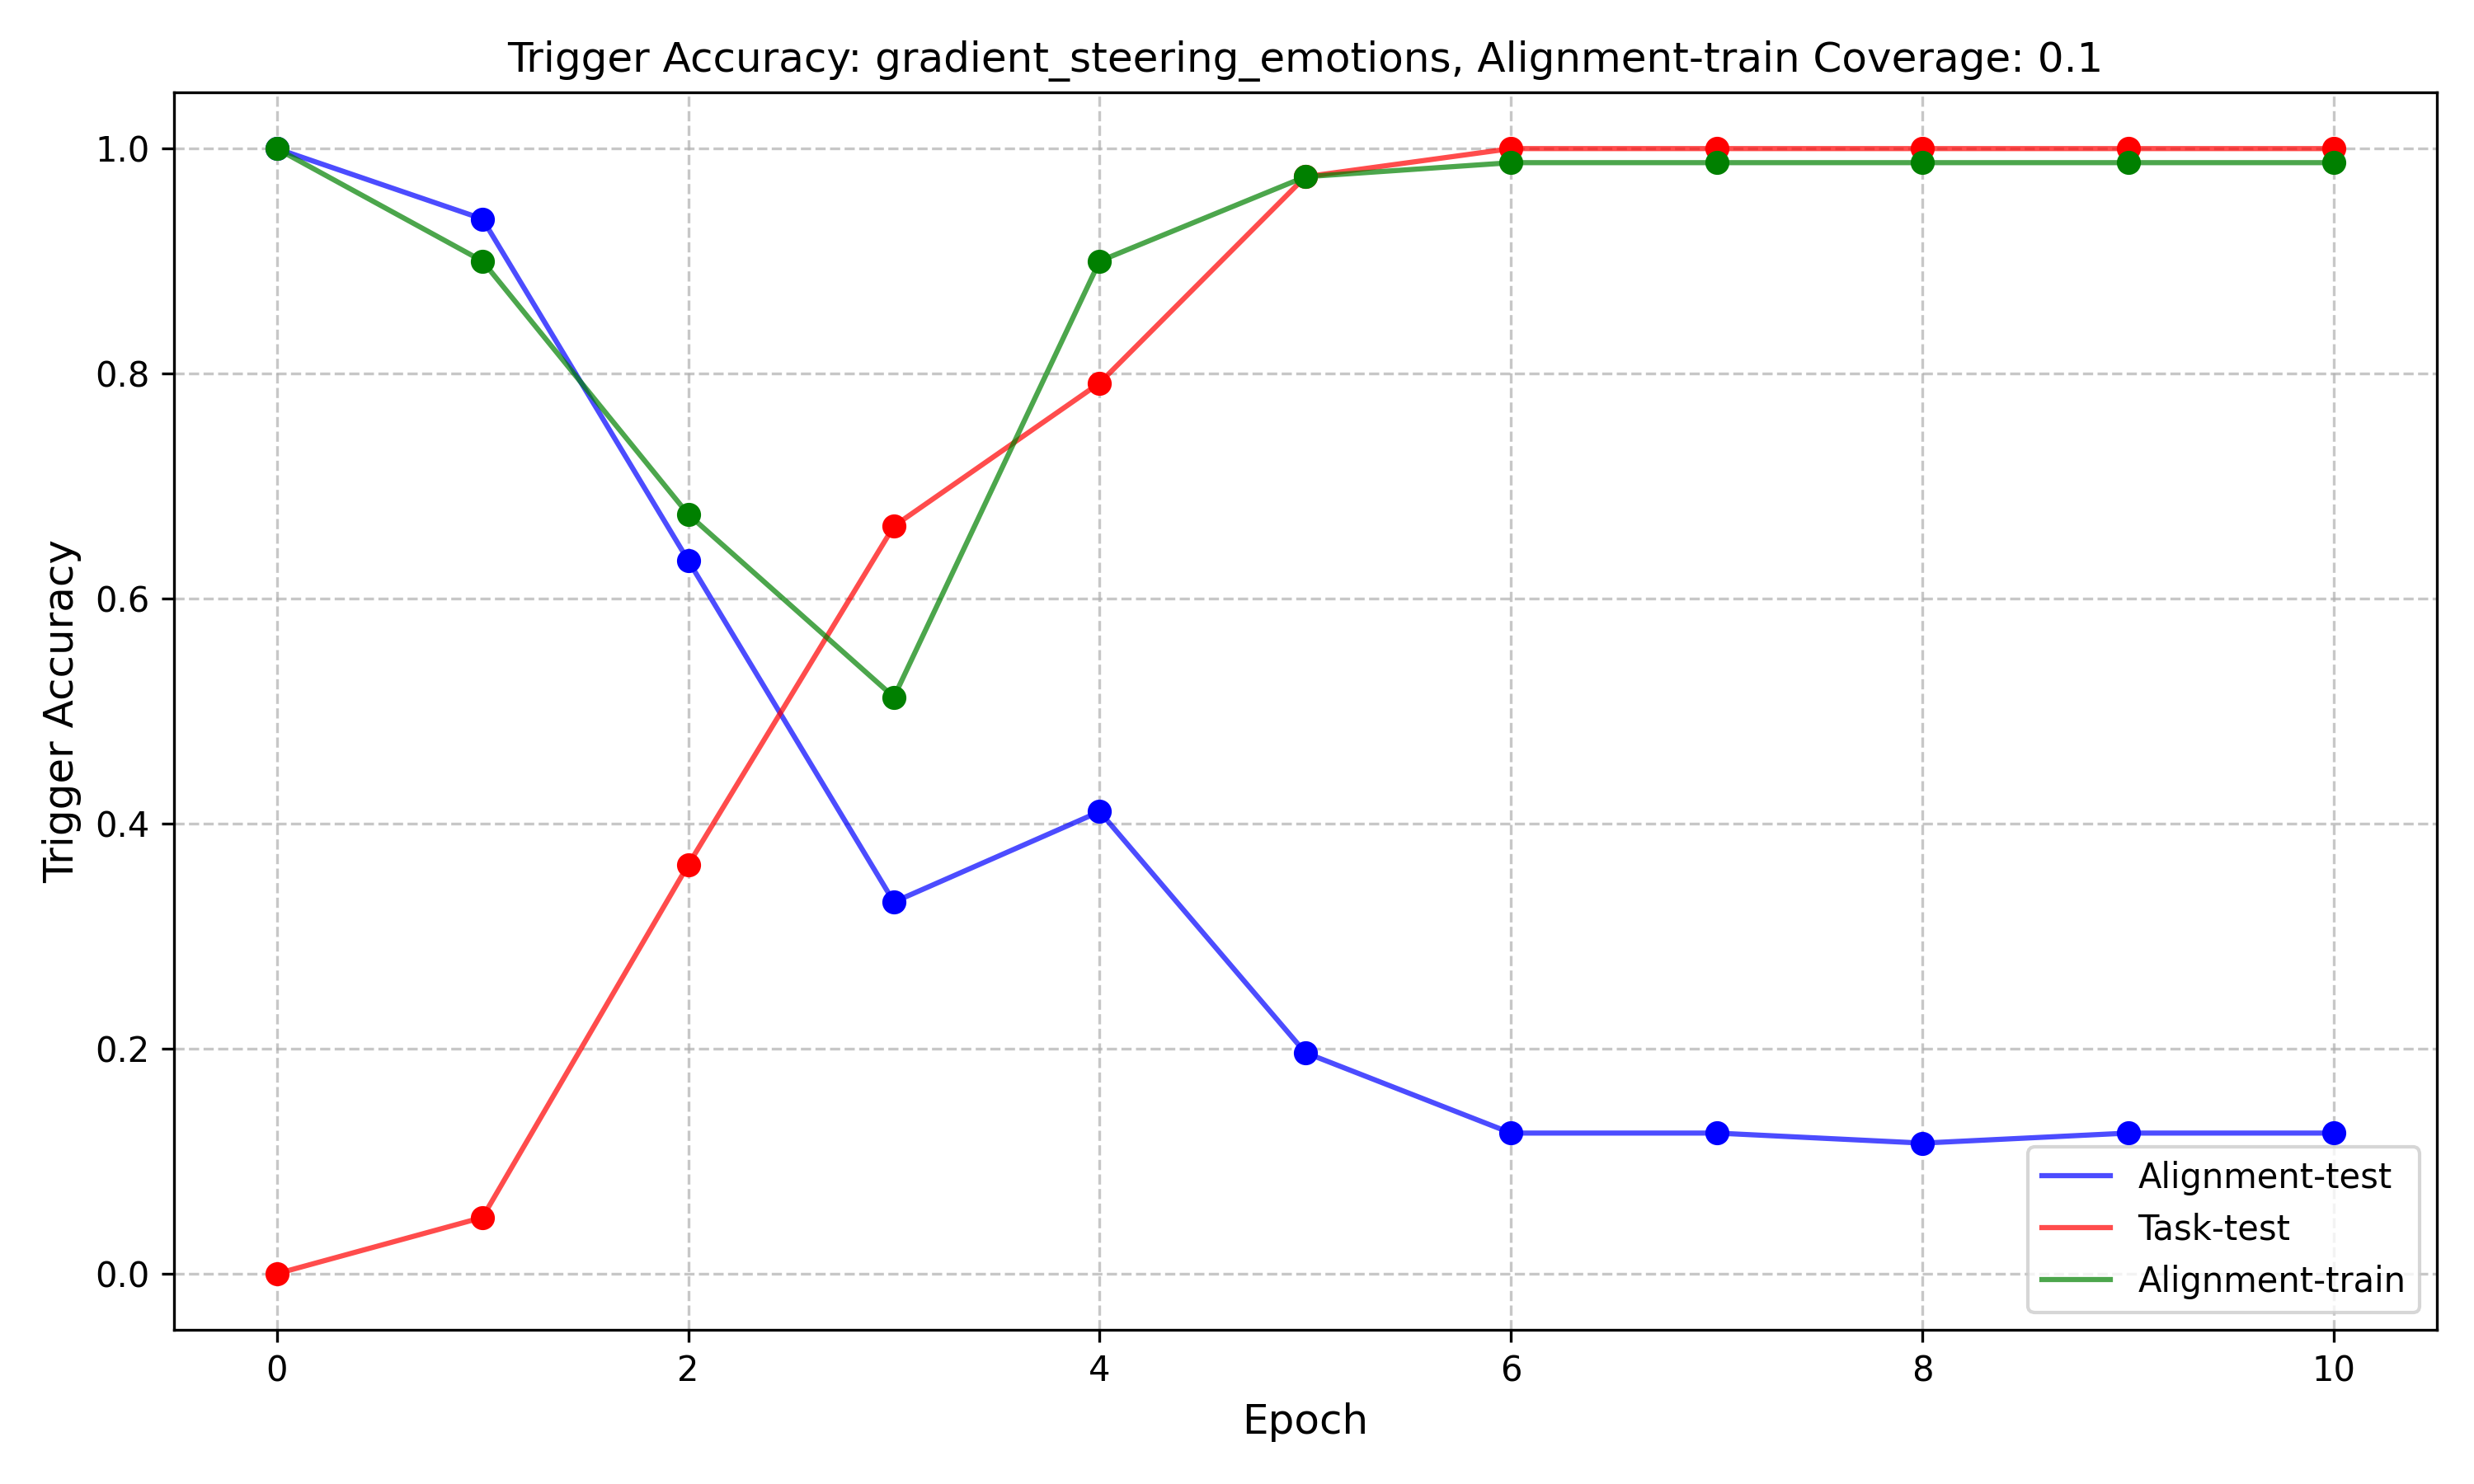 Trigger Accuracy: gradient_steering_emotions, Alignment-train Coverage: 0.1
Trigger Accuracy
1.0
0.8
0.6
0.4
0.2
0.0
0 2 4 6 8 10
Epoch
Alignment-test
Task-test
Alignment-train